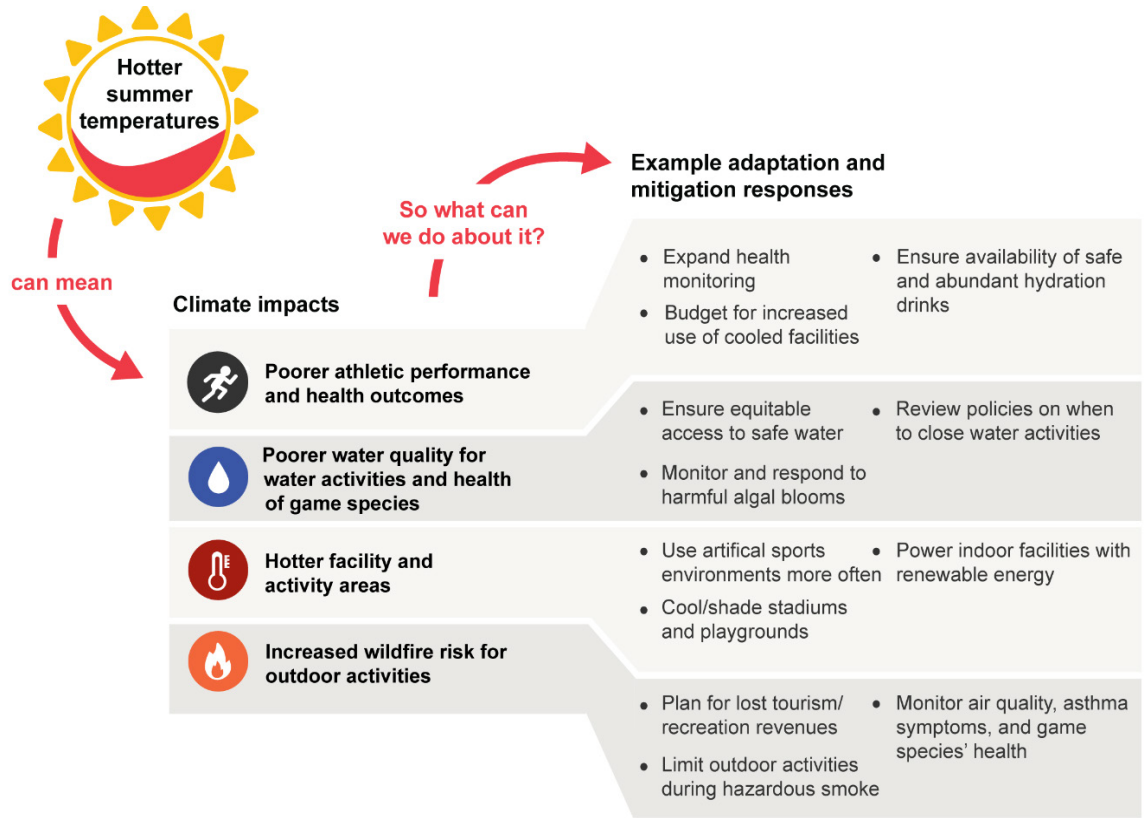 Hotter
summer
temperatures
can mean
So what can
we do about it?
Climate impacts
Example adaptation and
mitigation responses
Poorer athletic performance
and health outcomes
• Expand health
monitoring
• Budget for increased
use of cooled facilities
• Ensure availability of safe
and abundant hydration
drinks
Poorer water quality for
water activities and health
of game species
• Ensure equitable
access to safe water
• Monitor and respond to
harmful algal blooms
• Review policies on when
to close water activities
Hotter facility and
activity areas
• Use artifical sports
environments more often
• Cool/shade stadiums
and playgrounds
• Power indoor facilities with
renewable energy
Increased wildfire risk for
outdoor activities
• Plan for lost tourism/
recreation revenues
• Limit outdoor activities
during hazardous smoke
• Monitor air quality, asthma
symptoms, and game
species’ health